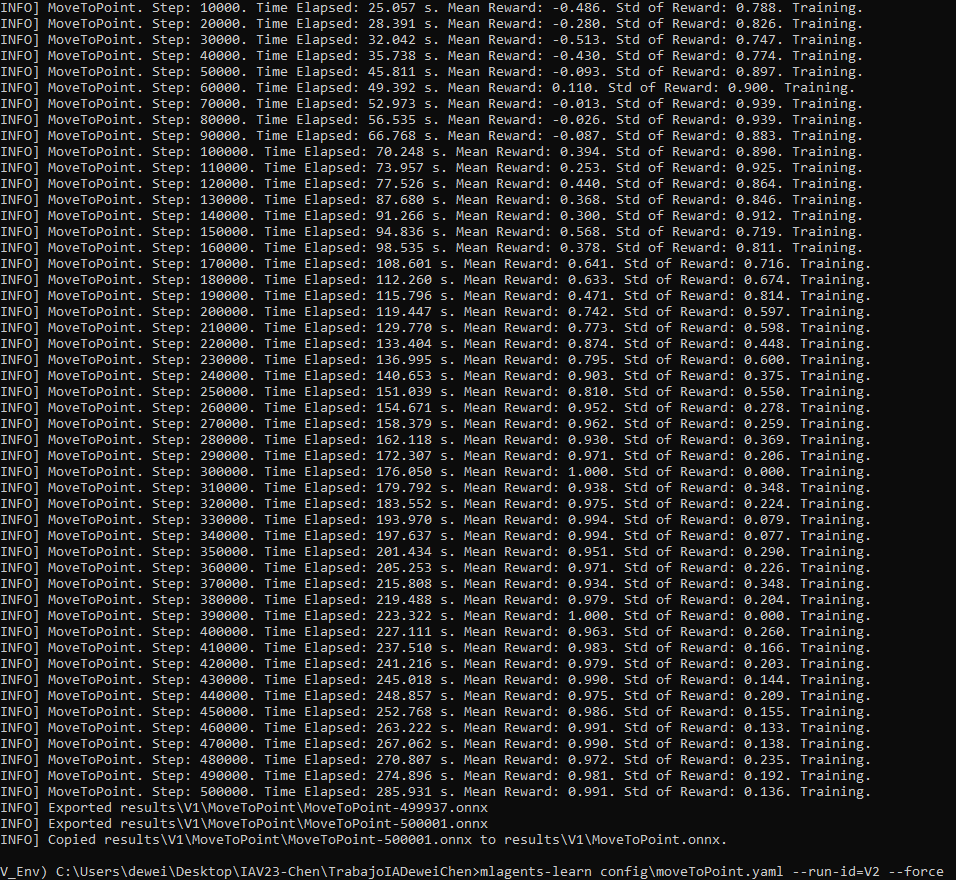 INFO] MoveToPoint. Step: 10000. Time Elapsed: 25.057 s. Mean Reward: -0.486. Std of Reward: 0.788. Training.
INFO] MoveToPoint. Step: 20000. Time Elapsed: 28.391 s. Mean Reward: -0.280. Std of Reward: 0.826. Training.
INFO] MoveToPoint. Step: 30000. Time Elapsed: 32.042 s. Mean Reward: -0.513. Std of Reward: 0.747. Training.
INFO] MoveToPoint. Step: 40000. Time Elapsed: 35.738 s. Mean Reward: -0.430. Std of Reward: 0.774. Training.
INFO] MoveToPoint. Step: 50000. Time Elapsed: 45.811 s. Mean Reward: -0.093. Std of Reward: 0.897. Training.
INFO] MoveToPoint. Step: 60000. Time Elapsed: 49.392 s. Mean Reward: 0.110. Std of Reward: 0.900. Training.
INFO] MoveToPoint. Step: 70000. Time Elapsed: 52.973 s. Mean Reward: -0.013. Std of Reward: 0.939. Training.
INFO] MoveToPoint. Step: 80000. Time Elapsed: 56.535 s. Mean Reward: -0.026. Std of Reward: 0.939. Training.
INFO] MoveToPoint. Step: 90000. Time Elapsed: 66.768 s. Mean Reward: -0.087. Std of Reward: 0.883. Training.
INFO] MoveToPoint. Step: 100000. Time Elapsed: 70.248 s. Mean Reward: 0.394. Std of Reward: 0.890. Training.
INFO] MoveToPoint. Step: 110000. Time Elapsed: 73.957 s. Mean Reward: 0.253. Std of Reward: 0.925. Training.
INFO] MoveToPoint. Step: 120000. Time Elapsed: 77.526 s. Mean Reward: 0.440. Std of Reward: 0.864. Training.
INFO] MoveToPoint. Step: 130000. Time Elapsed: 87.680 s. Mean Reward: 0.368. Std of Reward: 0.846. Training.
INFO] MoveToPoint. Step: 140000. Time Elapsed: 91.266 s. Mean Reward: 0.300. Std of Reward: 0.912. Training.
INFO] MoveToPoint. Step: 150000. Time Elapsed: 94.836 s. Mean Reward: 0.568. Std of Reward: 0.719. Training.
INFO] MoveToPoint. Step: 160000. Time Elapsed: 98.535 s. Mean Reward: 0.378. Std of Reward: 0.811. Training.
INFO] MoveToPoint. Step: 170000. Time Elapsed: 108.601 s. Mean Reward: 0.641. Std of Reward: 0.716. Training.
INFO] MoveToPoint. Step: 180000. Time Elapsed: 112.260 s. Mean Reward: 0.633. Std of Reward: 0.674. Training.
INFO] MoveToPoint. Step: 190000. Time Elapsed: 115.796 s. Mean Reward: 0.471. Std of Reward: 0.814. Training.
INFO] MoveToPoint. Step: 200000. Time Elapsed: 119.447 s. Mean Reward: 0.742. Std of Reward: 0.597. Training.
INFO] MoveToPoint. Step: 210000. Time Elapsed: 129.770 s. Mean Reward: 0.773. Std of Reward: 0.598. Training.
INFO] MoveToPoint. Step: 220000. Time Elapsed: 133.404 s. Mean Reward: 0.874. Std of Reward: 0.448. Training.
INFO] MoveToPoint. Step: 230000. Time Elapsed: 136.995 s. Mean Reward: 0.795. Std of Reward: 0.600. Training.
INFO] MoveToPoint. Step: 240000. Time Elapsed: 140.653 s. Mean Reward: 0.903. Std of Reward: 0.375. Training.
INFO] MoveToPoint. Step: 250000. Time Elapsed: 151.039 s. Mean Reward: 0.810. Std of Reward: 0.550. Training.
INFO] MoveToPoint. Step: 260000. Time Elapsed: 154.671 s. Mean Reward: 0.952. Std of Reward: 0.278. Training.
INFO] MoveToPoint. Step: 270000. Time Elapsed: 158.379 s. Mean Reward: 0.962. Std of Reward: 0.259. Training.
INFO] MoveToPoint. Step: 280000. Time Elapsed: 162.118 s. Mean Reward: 0.930. Std of Reward: 0.369. Training.
INFO] MoveToPoint. Step: 290000. Time Elapsed: 172.307 s. Mean Reward: 0.971. Std of Reward: 0.206. Training.
INFO] MoveToPoint. Step: 300000. Time Elapsed: 176.050 s. Mean Reward: 1.000. Std of Reward: 0.000. Training.
INFO] MoveToPoint. Step: 310000. Time Elapsed: 179.792 s. Mean Reward: 0.938. Std of Reward: 0.348. Training.
INFO] MoveToPoint. Step: 320000. Time Elapsed: 183.552 s. Mean Reward: 0.975. Std of Reward: 0.224. Training.
INFO] MoveToPoint. Step: 330000. Time Elapsed: 193.970 s. Mean Reward: 0.994. Std of Reward: 0.079. Training.
INFO] MoveToPoint. Step: 340000. Time Elapsed: 197.637 s. Mean Reward: 0.994. Std of Reward: 0.077. Training.
INFO] MoveToPoint. Step: 350000. Time Elapsed: 201.434 s. Mean Reward: 0.951. Std of Reward: 0.290. Training.
INFO] MoveToPoint. Step: 360000. Time Elapsed: 205.253 s. Mean Reward: 0.971. Std of Reward: 0.226. Training.
INFO] MoveToPoint. Step: 370000. Time Elapsed: 215.808 s. Mean Reward: 0.934. Std of Reward: 0.348. Training.
INFO] MoveToPoint. Step: 380000. Time Elapsed: 219.488 s. Mean Reward: 0.979. Std of Reward: 0.204. Training.
INFO] MoveToPoint. Step: 390000. Time Elapsed: 223.322 s. Mean Reward: 1.000. Std of Reward: 0.000. Training.
INFO] MoveToPoint. Step: 400000. Time Elapsed: 227.111 s. Mean Reward: 0.963. Std of Reward: 0.260. Training.
INFO] MoveToPoint. Step: 410000. Time Elapsed: 237.510 s. Mean Reward: 0.983. Std of Reward: 0.166. Training.
INFO] MoveToPoint. Step: 420000. Time Elapsed: 241.216 s. Mean Reward: 0.979. Std of Reward: 0.203. Training.
INFO] MoveToPoint. Step: 430000. Time Elapsed: 245.018 s. Mean Reward: 0.990. Std of Reward: 0.144. Training.
INFO] MoveToPoint. Step: 440000. Time Elapsed: 248.857 s. Mean Reward: 0.975. Std of Reward: 0.209. Training.
INFO] MoveToPoint. Step: 450000. Time Elapsed: 252.768 s. Mean Reward: 0.986. Std of Reward: 0.155. Training.
INFO] MoveToPoint. Step: 460000. Time Elapsed: 263.222 s. Mean Reward: 0.991. Std of Reward: 0.133. Training.
INFO] MoveToPoint. Step: 470000. Time Elapsed: 267.062 s. Mean Reward: 0.990. Std of Reward: 0.138. Training.
INFO] MoveToPoint. Step: 480000. Time Elapsed: 270.807 s. Mean Reward: 0.972. Std of Reward: 0.235. Training.
INFO] MoveToPoint. Step: 490000. Time Elapsed: 274.896 s. Mean Reward: 0.981. Std of Reward: 0.192. Training.
INFO] MoveToPoint. Step: 500000. Time Elapsed: 285.931 s. Mean Reward: 0.991. Std of Reward: 0.136. Training.
INFO] Exported results\V1\MoveToPoint\MoveToPoint-499937.onnx
INFO] Exported results\V1\MoveToPoint\MoveToPoint-500001.onnx
INFO] Copied results\V1\MoveToPoint\MoveToPoint-500001.onnx to results\V1\MoveToPoint.onnx.
V_Env) C:\Users\dewei\Desktop\IAV23-Chen\TrabajoIADeweiChen>mlagents-learn config\moveToPoint.yaml --run-id=V2 --force